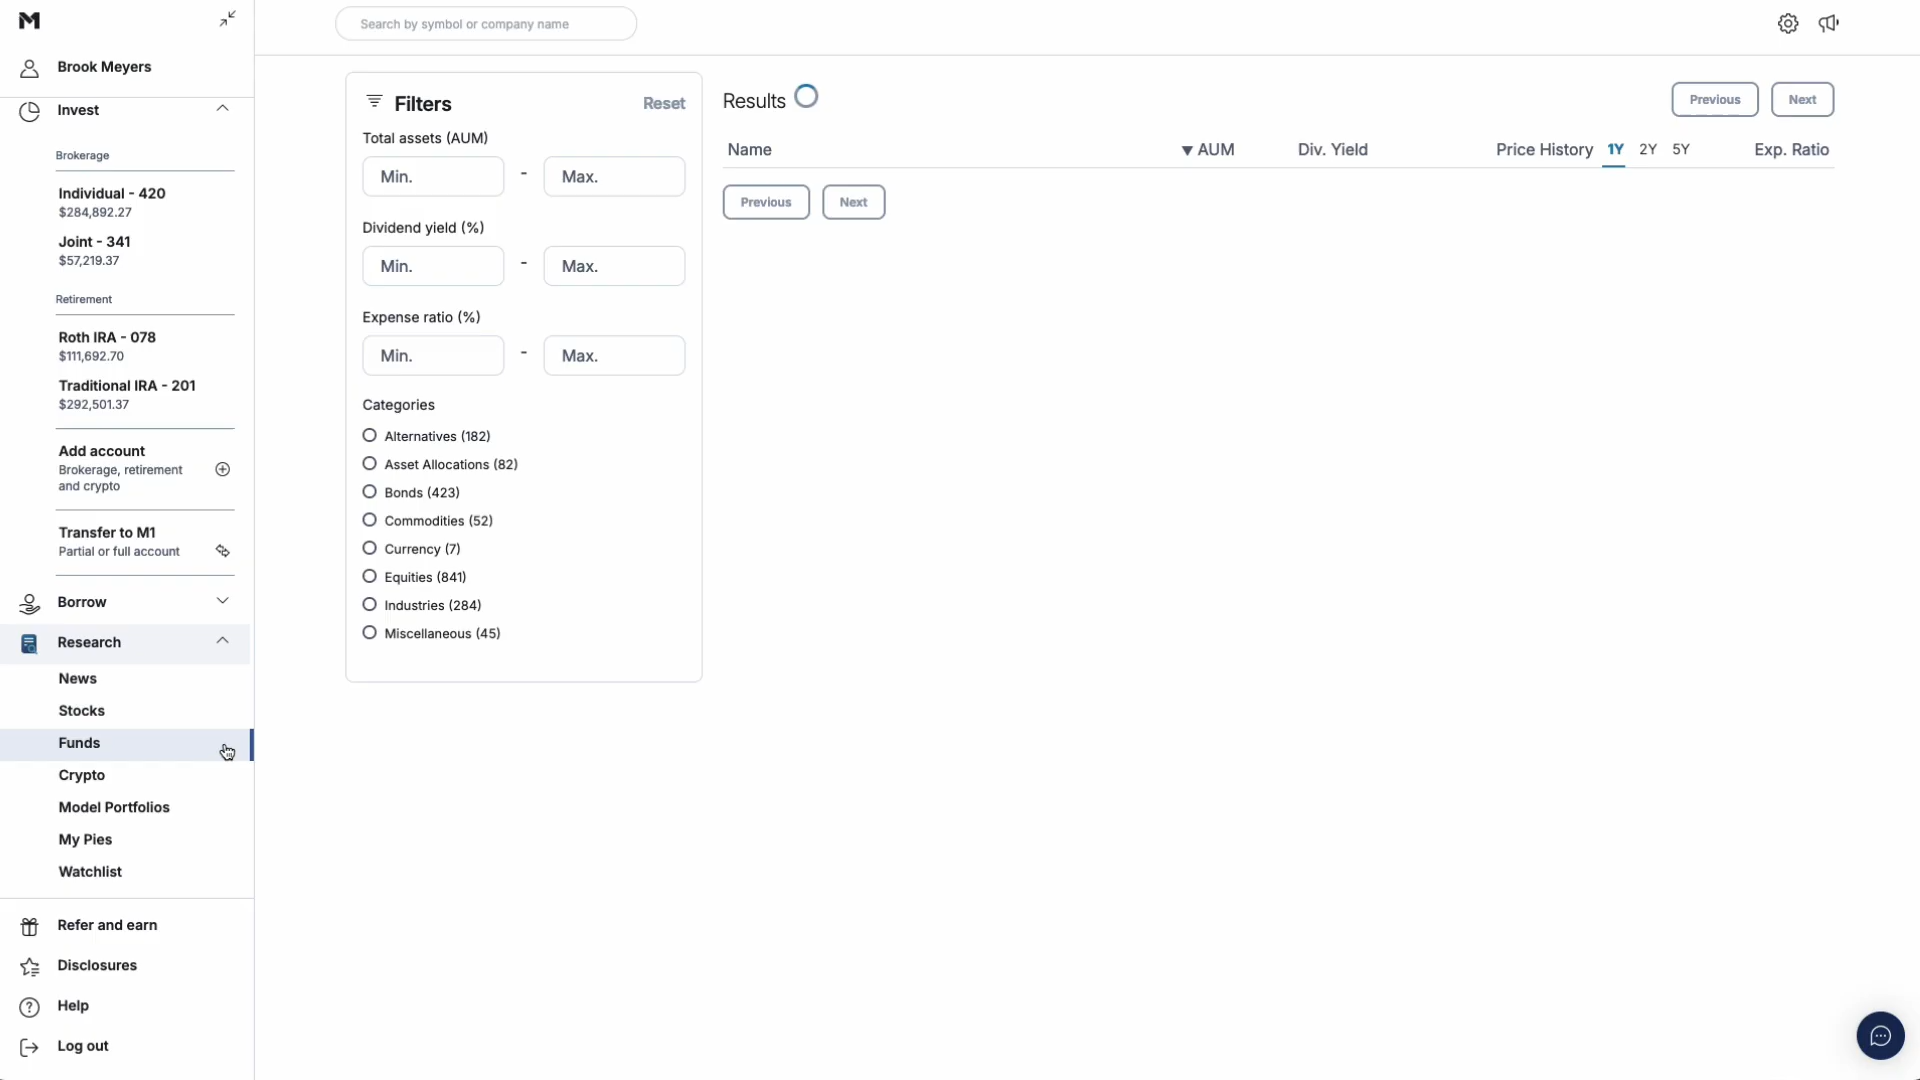 Brook Meyers
Invest
Brokerage
Individual - 420
$284,892.27
Joint - 341
$57,219.37
Retirement
Roth IRA - 078
$111,692.70
Traditional IRA - 201
$292,501.37
Add account
Brokerage, retirement
and crypto
Transfer to M1
Partial or full account
Borrow
Research
News
Stocks
Funds
Crypto
Model Portfolios
My Pies
Watchlist
Refer and earn
Disclosures
Help
Log out
Search by symbol or company name
Filters Reset
Total assets (AUM)
Min. - Max.
Dividend yield (%)
Min. - Max.
Expense ratio (%)
Min. - Max.
Categories
Alternatives (182)
Asset Allocations (82)
Bonds (423)
Commodities (52)
Currency (7)
Equities (841)
Industries (284)
Miscellaneous (45)
Results Previous Next
Name ▼ AUM Div. Yield Price History 1Y 2Y 5Y Exp. Ratio
Previous Next